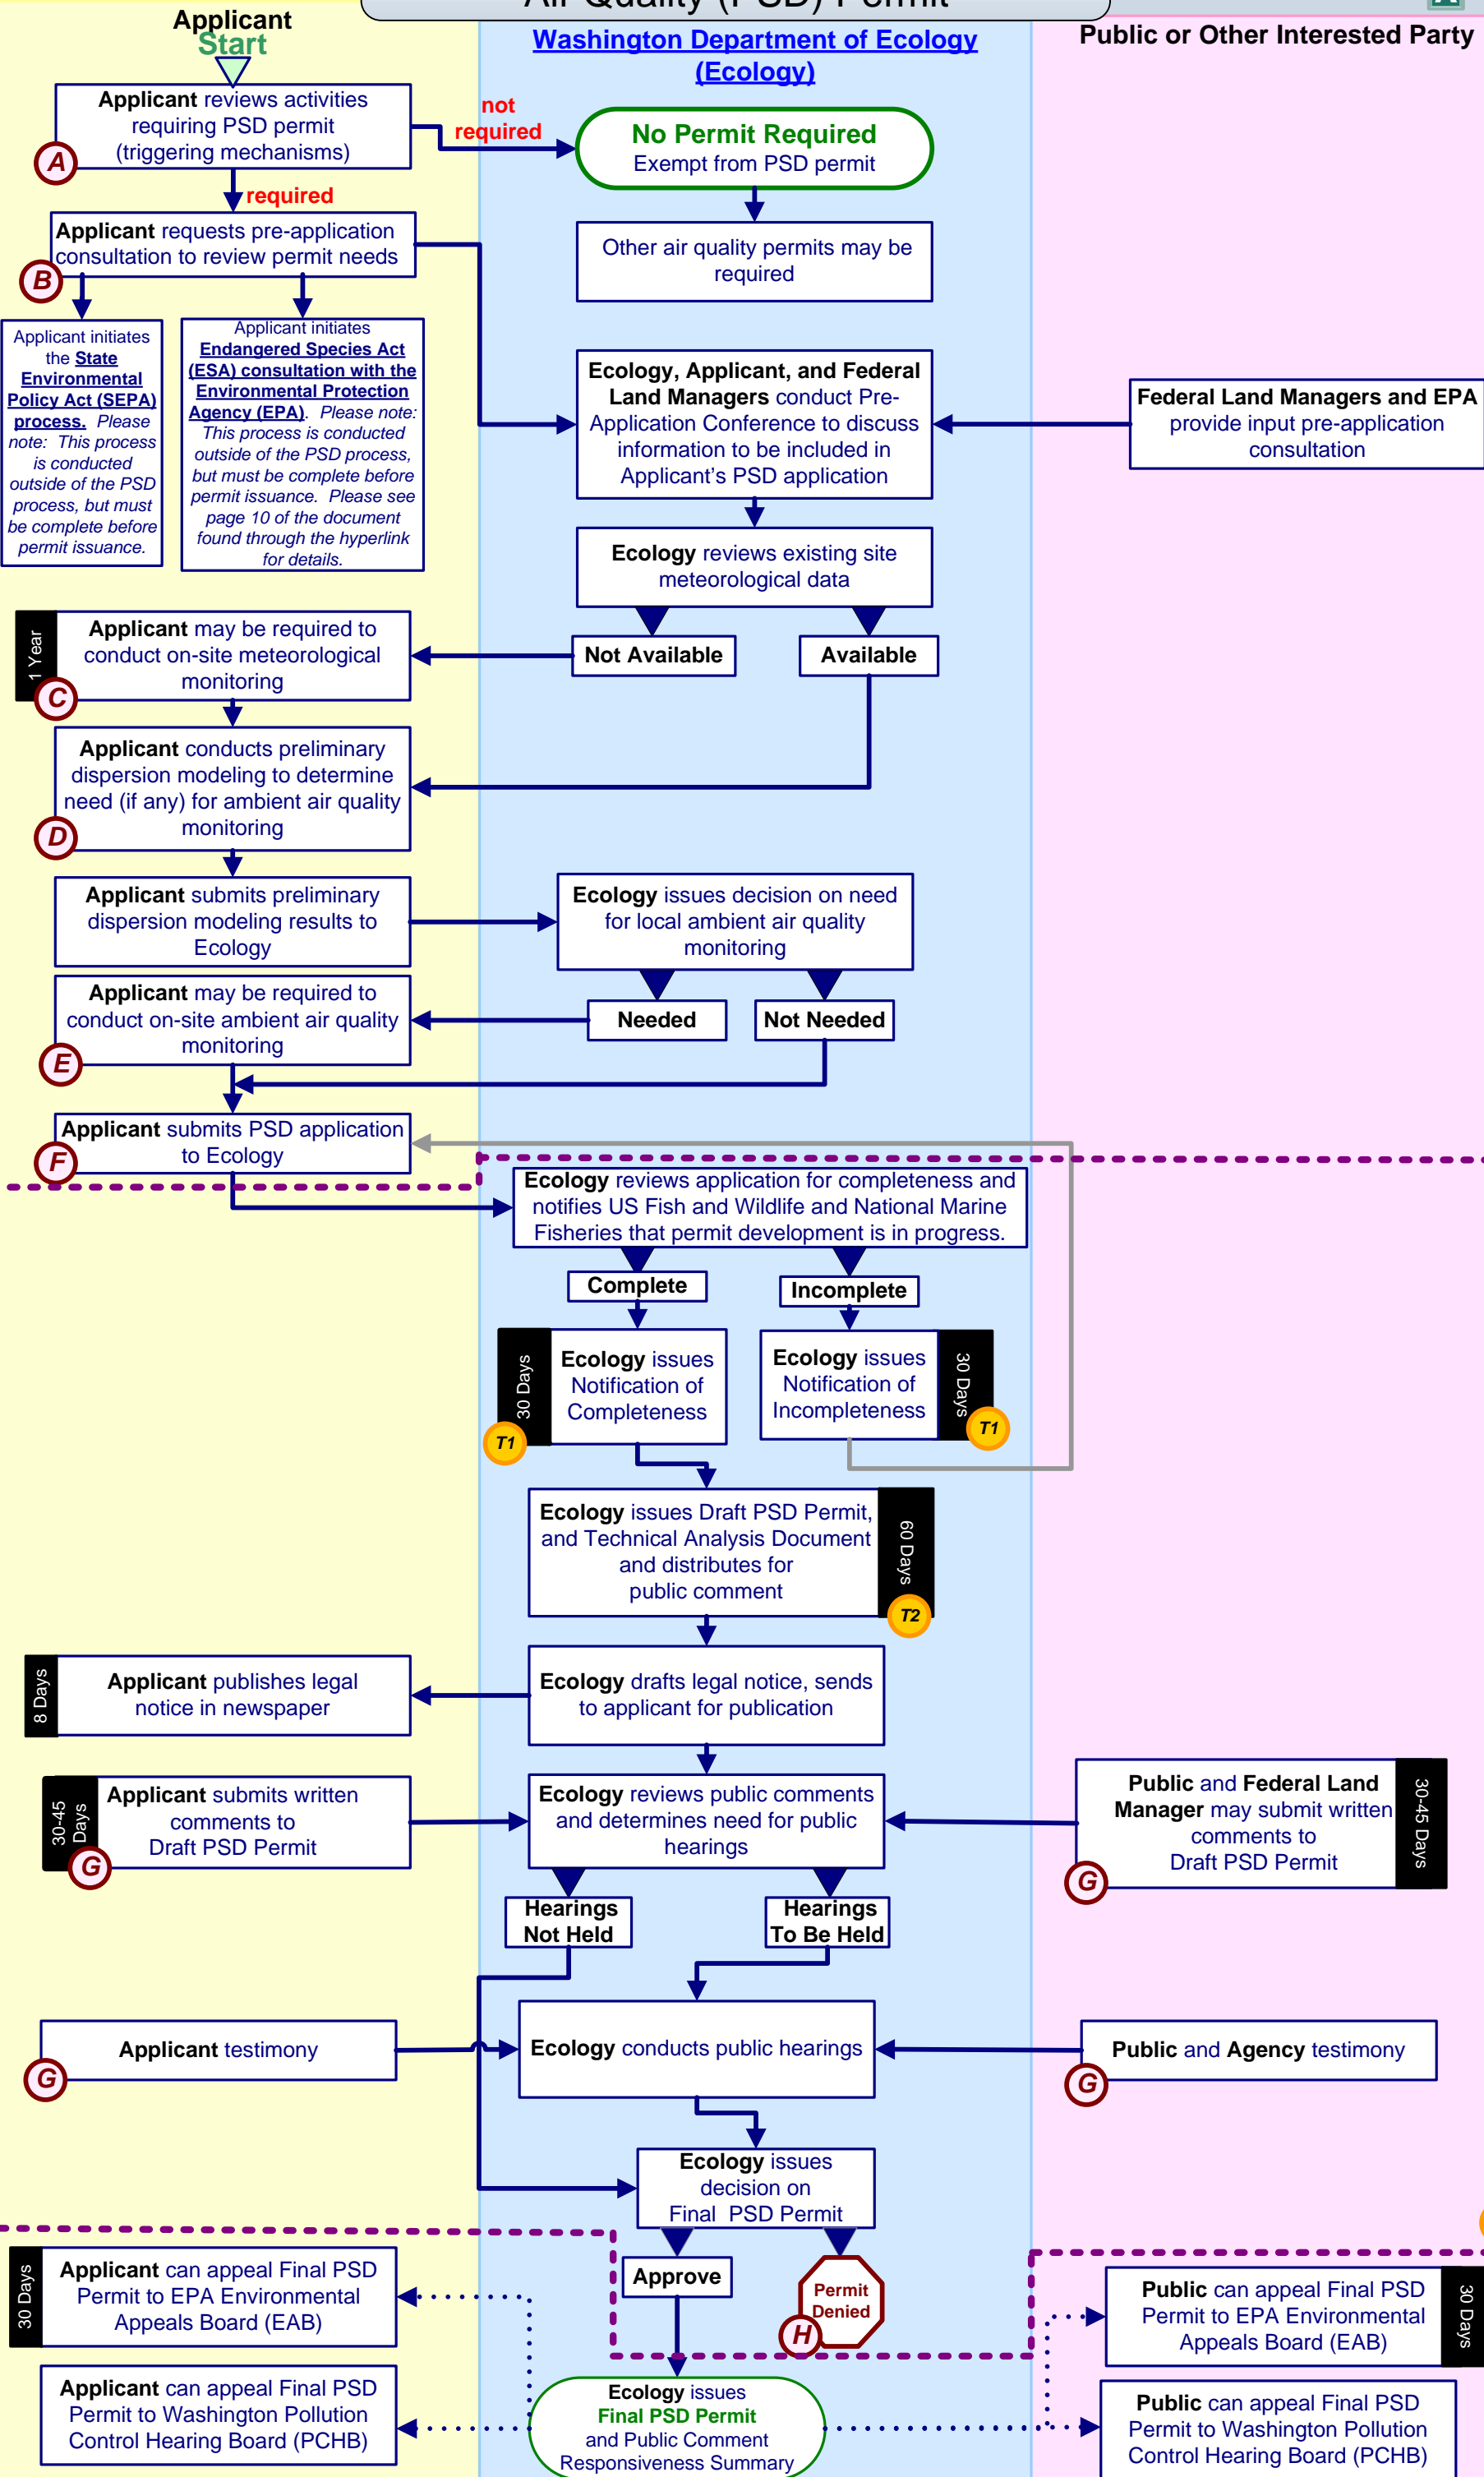 Air Quality (PSD) Permit
Applicant
Start
Washington Department of Ecology
(Ecology)
Public or Other Interested Party
Applicant reviews activities
requiring PSD permit
(triggering mechanisms)
A
not
required
No Permit Required
Exempt from PSD permit
required
Applicant requests pre-application
consultation to review permit needs
B
Other air quality permits may be
required
Applicant initiates
the State
Environmental
Policy Act (SEPA)
process. Please
note: This process
is conducted
outside of the PSD
process, but must
be complete before
permit issuance.
Applicant initiates
Endangered Species Act
(ESA) consultation with the
Environmental Protection
Agency (EPA). Please note:
This process is conducted
outside of the PSD process,
but must be complete before
permit issuance. Please see
page 10 of the document
found through the hyperlink
for details.
Ecology, Applicant, and Federal
Land Managers conduct Pre-
Application Conference to discuss
information to be included in
Applicant's PSD application
Federal Land Managers and EPA
provide input pre-application
consultation
Ecology reviews existing site
meteorological data
Not Available
Available
1 Year
Applicant may be required to
conduct on-site meteorological
monitoring
C
Applicant conducts preliminary
dispersion modeling to determine
need (if any) for ambient air quality
monitoring
D
Applicant submits preliminary
dispersion modeling results to
Ecology
Ecology issues decision on need
for local ambient air quality
monitoring
Needed
Not Needed
Applicant may be required to
conduct on-site ambient air quality
monitoring
E
Applicant submits PSD application
to Ecology
F
Ecology reviews application for completeness and
notifies US Fish and Wildlife and National Marine
Fisheries that permit development is in progress.
Complete
Incomplete
30 Days
Ecology issues
Notification of
Completeness
T1
Ecology issues
Notification of
Incompleteness
30 Days
T1
Ecology issues Draft PSD Permit,
and Technical Analysis Document
and distributes for
public comment
60 Days
T2
8 Days
Applicant publishes legal
notice in newspaper
Ecology drafts legal notice, sends
to applicant for publication
30-45
Days
Applicant submits written
comments to
Draft PSD Permit
G
Ecology reviews public comments
and determines need for public
hearings
Public and Federal Land
Manager may submit written
comments to
Draft PSD Permit
30-45 Days
G
Hearings
Not Held
Hearings
To Be Held
Applicant testimony
G
Ecology conducts public hearings
Public and Agency testimony
G
Ecology issues
decision on
Final PSD Permit
Approve
Permit
Denied
H
30 Days
Applicant can appeal Final PSD
Permit to EPA Environmental
Appeals Board (EAB)
Public can appeal Final PSD
Permit to EPA Environmental
Appeals Board (EAB)
30 Days
Applicant can appeal Final PSD
Permit to Washington Pollution
Control Hearing Board (PCHB)
Ecology issues
Final PSD Permit
and Public Comment
Responsiveness Summary
Public can appeal Final PSD
Permit to Washington Pollution
Control Hearing Board (PCHB)